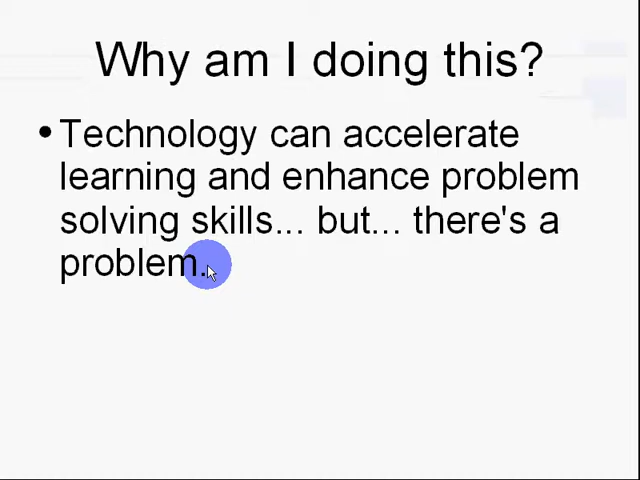 Why am I doing this?
• Technology can accelerate
learning and enhance problem
solving skills... but... there's a
problem.